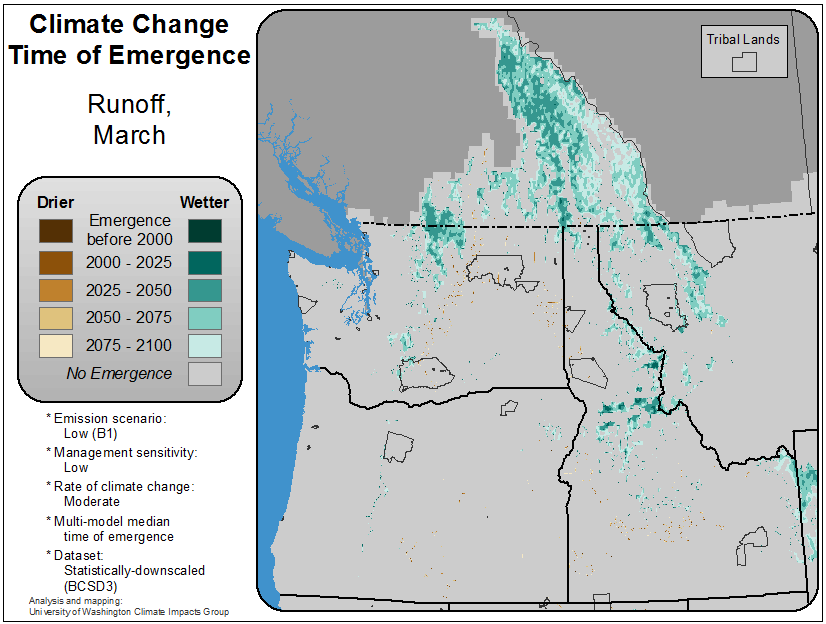 Climate Change
Time of Emergence
Runoff,
March
Drier
Wetter
Emergence
before 2000
2000 - 2025
2025 - 2050
2050 - 2075
2075 - 2100
No Emergence
* Emission scenario:
Low (B1)
* Management sensitivity:
Low
* Rate of climate change:
Moderate
* Multi-model median
time of emergence
* Dataset:
Statistically-downscaled
(BCSD3)
Analysis and mapping:
University of Washington Climate Impacts Group
Tribal Lands